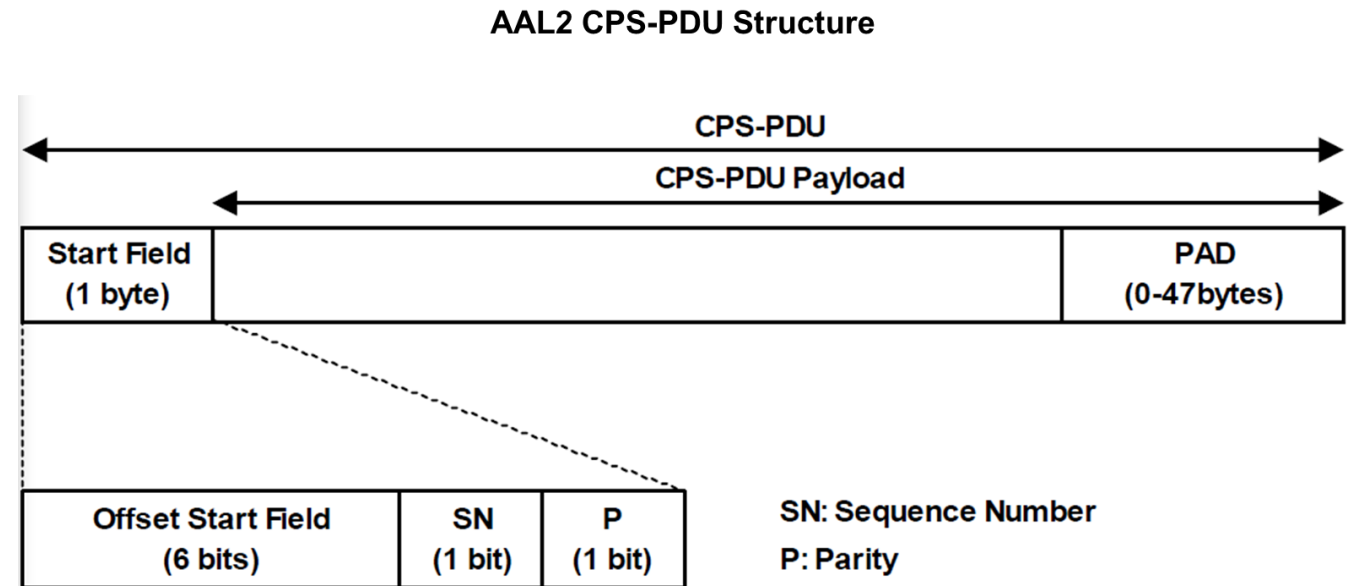 AAL2 CPS-PDU Structure
CPS-PDU
CPS-PDU Payload
Start Field
(1 byte)
PAD
(0-47bytes)
Offset Start Field
(6 bits)
SN
(1 bit)
P
(1 bit)
SN: Sequence Number
P: Parity